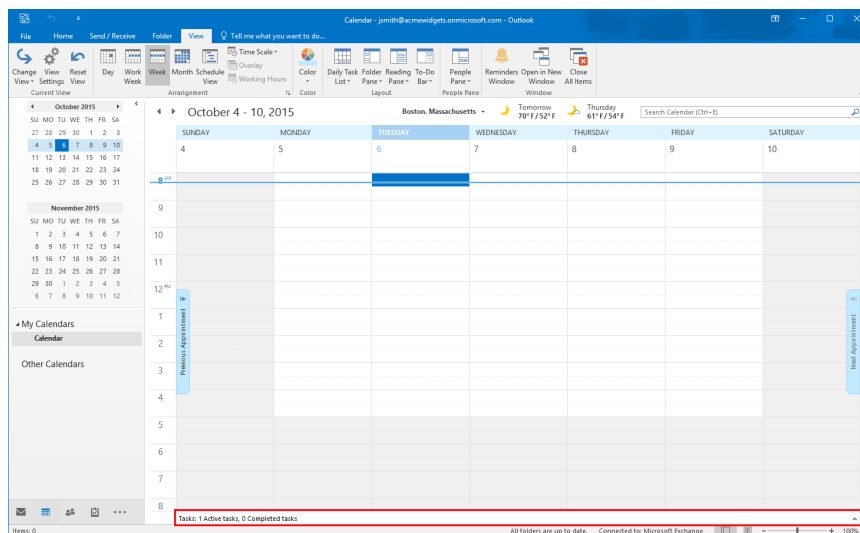 Calendar - jsmith@acmewidgets.onmicrosoft.com - Outlook
File Home Send / Receive Folder View Tell me what you want to do...
Change View View Settings Reset View
Current View
Day Work Week Week Month Schedule View
Time Scale
Overlay
Working Hours
Arrangement
Color
Color
Daily Task List Folder Pane Reading Pane To-Do Bar
Layout
People Pane
People Pane
Reminders Window Open in New Window Close All Items
Window
October 2015
SU MO TU WE TH FR SA
27 28 29 30 1 2 3
4 5 6 7 8 9 10
11 12 13 14 15 16 17
18 19 20 21 22 23 24
25 26 27 28 29 30 31
November 2015
SU MO TU WE TH FR SA
1 2 3 4 5 6 7
8 9 10 11 12 13 14
15 16 17 18 19 20 21
22 23 24 25 26 27 28
29 30 1 2 3 4 5
6 7 8 9 10 11 12
My Calendars
Calendar
Other Calendars
October 4 - 10, 2015
Boston, Massachusetts
Tomorrow
70° F / 52° F
Thursday
61° F / 54° F
Search Calendar (Ctrl+E)
SUNDAY MONDAY TUESDAY WEDNESDAY THURSDAY FRIDAY SATURDAY
4 5 6 7 8 9 10
8 AM
9
10
11
12 PM
1
2
3
4
5
6
7
8
Previous Appointment
Next Appointment
Tasks: 1 Active tasks, 0 Completed tasks
Items: 0
All folders are up to date. Connected to: Microsoft Exchange
100%